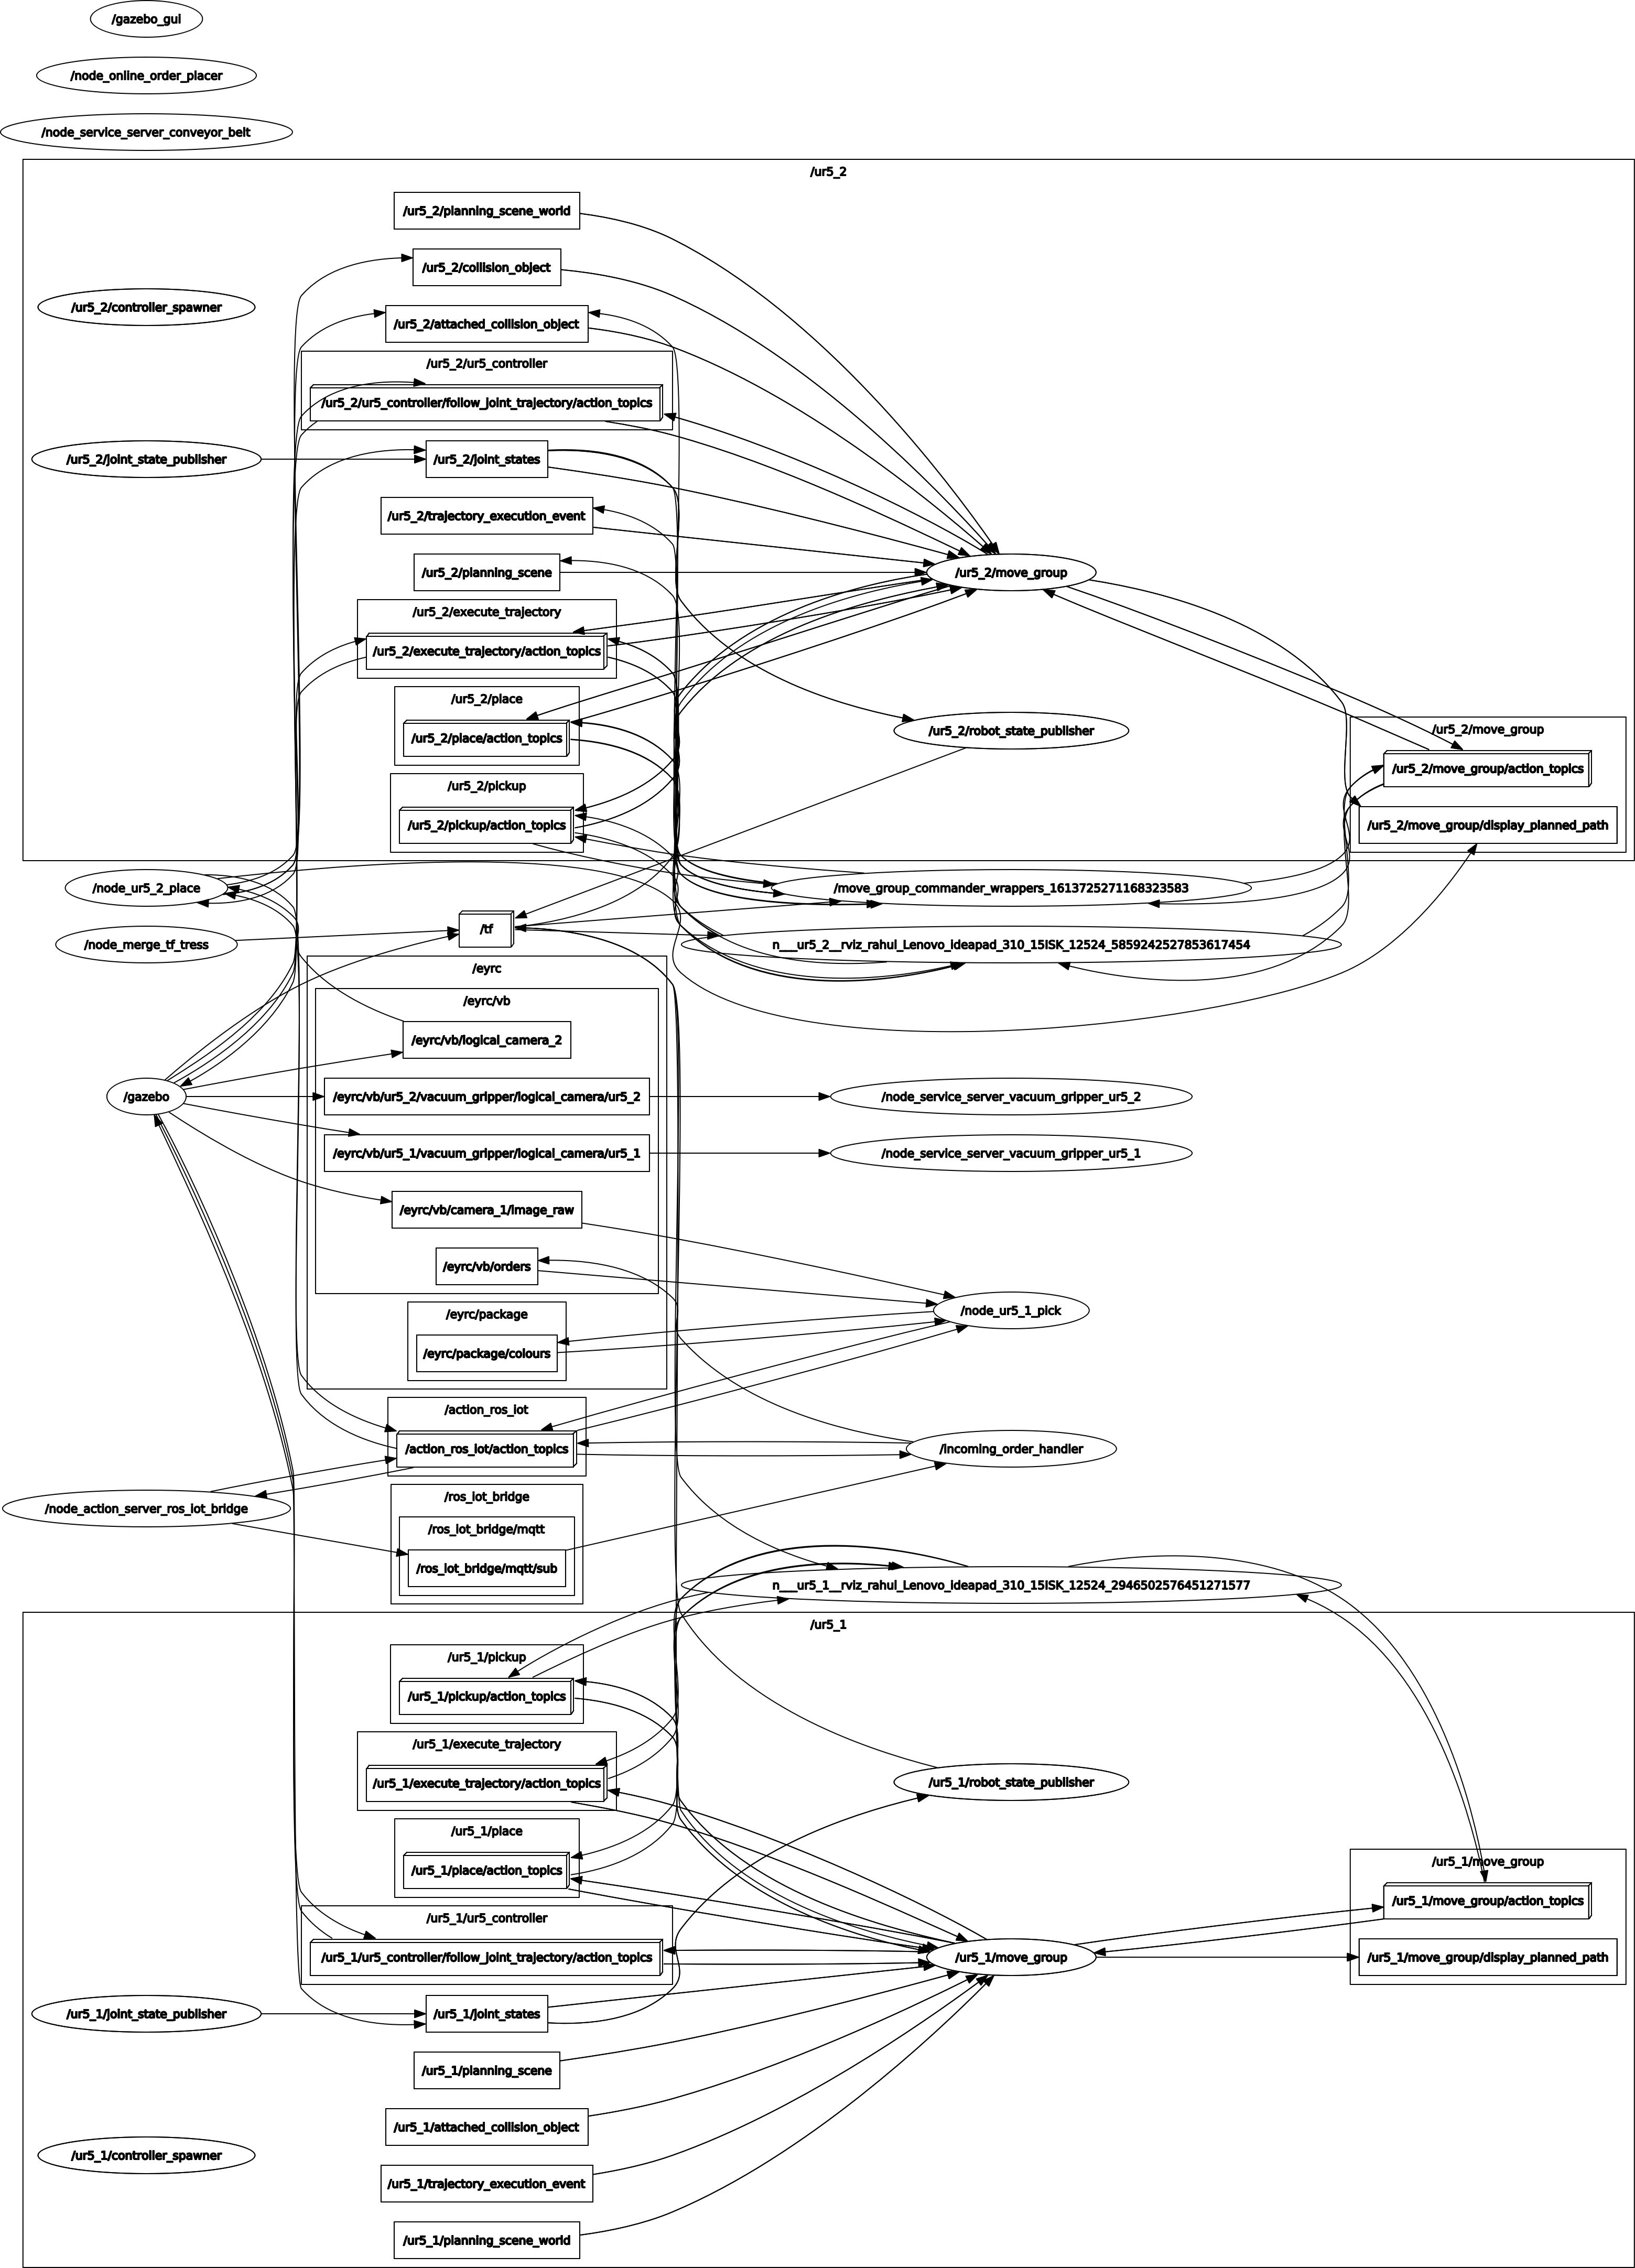 /gazebo_gui
/node_online_order_placer
/node_service_server_conveyor_belt
/ur5_2
/ur5_2/planning_scene_world
/ur5_2/collision_object
/ur5_2/controller_spawner
/ur5_2/attached_collision_object
/ur5_2/ur5_controller
/ur5_2/ur5_controller/follow_joint_trajectory/action_topics
/ur5_2/joint_state_publisher
/ur5_2/joint_states
/ur5_2/trajectory_execution_event
/ur5_2/planning_scene
/ur5_2/move_group
/ur5_2/execute_trajectory
/ur5_2/execute_trajectory/action_topics
/ur5_2/place
/ur5_2/place/action_topics
/ur5_2/robot_state_publisher
/ur5_2/move_group
/ur5_2/move_group/action_topics
/ur5_2/pickup
/ur5_2/pickup/action_topics
/ur5_2/move_group/display_planned_path
/node_ur5_2_place
/move_group_commander_wrappers_1613725271168323583
/node_merge_tf_tress
/tf
n___ur5_2__rviz_rahul_Lenovo_ideapad_310_15ISK_12524_5859242527853617454
/eyrc
/eyrc/vb
/eyrc/vb/logical_camera_2
/gazebo
/eyrc/vb/ur5_2/vacuum_gripper/logical_camera/ur5_2
/node_service_server_vacuum_gripper_ur5_2
/eyrc/vb/ur5_1/vacuum_gripper/logical_camera/ur5_1
/node_service_server_vacuum_gripper_ur5_1
/eyrc/vb/camera_1/image_raw
/eyrc/vb/orders
/node_ur5_1_pick
/eyrc/package
/eyrc/package/colours
/action_ros_iot
/action_ros_iot/action_topics
/incoming_order_handler
/node_action_server_ros_iot_bridge
/ros_iot_bridge
/ros_iot_bridge/mqtt
/ros_iot_bridge/mqtt/sub
n___ur5_1__rviz_rahul_Lenovo_ideapad_310_15ISK_12524_2946502576451271577
/ur5_1
/ur5_1/pickup
/ur5_1/pickup/action_topics
/ur5_1/execute_trajectory
/ur5_1/execute_trajectory/action_topics
/ur5_1/robot_state_publisher
/ur5_1/place
/ur5_1/place/action_topics
/ur5_1/move_group
/ur5_1/move_group/action_topics
/ur5_1/ur5_controller
/ur5_1/ur5_controller/follow_joint_trajectory/action_topics
/ur5_1/move_group
/ur5_1/move_group/display_planned_path
/ur5_1/joint_state_publisher
/ur5_1/joint_states
/ur5_1/planning_scene
/ur5_1/attached_collision_object
/ur5_1/controller_spawner
/ur5_1/trajectory_execution_event
/ur5_1/planning_scene_world